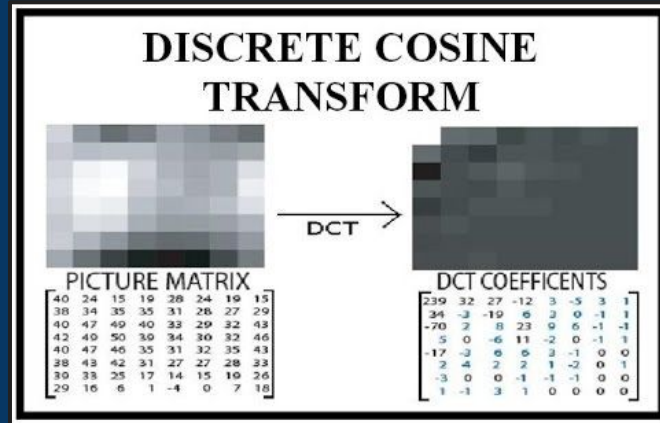 DISCRETE COSINE
TRANSFORM
DCT
PICTURE MATRIX
40 24 15 19 28 24 19 15
38 34 35 35 31 28 27 29
40 47 49 40 33 29 32 43
42 49 50 39 34 30 32 46
40 47 46 35 31 32 35 43
38 43 42 31 27 27 28 33
39 33 25 17 14 15 19 26
29 16 6 1 -4 0 7 18
DCT COEFFICENTS
239 32 27 -12 3 -5 3 1
34 -3 -19 6 3 0 -1 1
-70 2 8 23 9 6 -1 -1
5 0 -6 11 -2 0 -1 1
-17 -3 6 6 3 -1 0 0
2 4 2 2 1 -2 0 1
-3 0 0 -1 -1 -1 0 0
1 -1 3 1 0 0 0 0